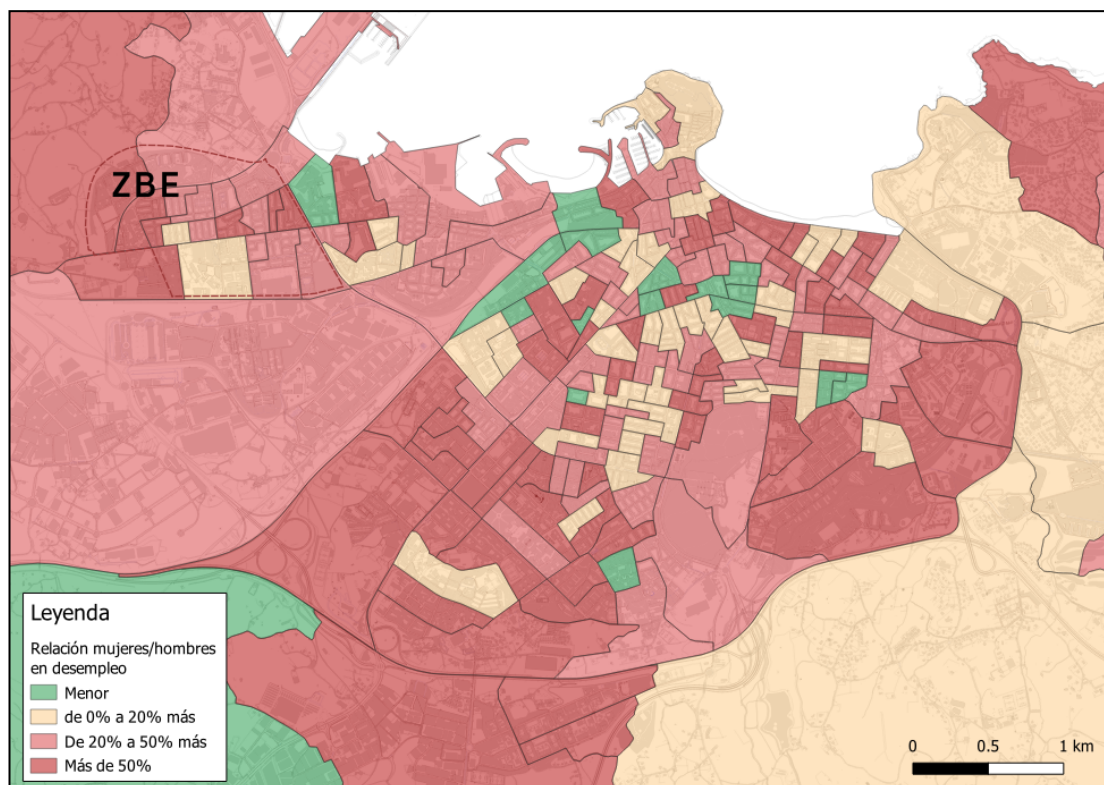 ZBE
Leyenda
Relación mujeres/hombres
en desempleo
Menor
de 0% a 20% más
De 20% a 50% más
Más de 50%
0 0.5 1 km